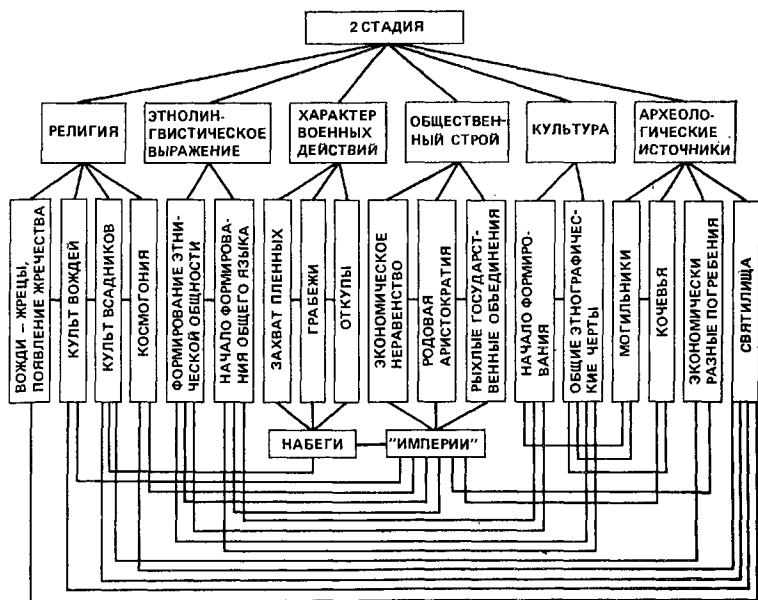 2 СТАДИЯ
РЕЛИГИЯ
ЭТНОЛИН-
ГВИСТИЧЕСКОЕ
ВЫРАЖЕНИЕ
ХАРАКТЕР
ВОЕННЫХ
ДЕЙСТВИЙ
ОБЩЕСТВЕН-
НЫЙ СТРОЙ
КУЛЬТУРА
АРХЕОЛО-
ГИЧЕСКИЕ
ИСТОЧНИКИ
ВОЖДИ – ЖРЕЦЫ,
ПОЯВЛЕНИЕ ЖРЕЧЕСТВА
КУЛЬТ ВОЖДЕЙ
КУЛЬТ ВСАДНИКОВ
КОСМОГОНИЯ
ФОРМИРОВАНИЕ ЭТНИ-
ЧЕСКОЙ ОБЩНОСТИ
НАЧАЛО ФОРМИРОВА-
НИЯ ОБЩЕГО ЯЗЫКА
ЗАХВАТ ПЛЕННЫХ
ГРАБЕЖИ
ОТКУПЫ
ЭКОНОМИЧЕСКОЕ
НЕРАВЕНСТВО
РОДОВАЯ
АРИСТОКРАТИЯ
РЫХЛЫЕ ГОСУДАРСТ-
ВЕННЫЕ ОБЪЕДИНЕНИЯ
НАЧАЛО ФОРМИРО-
ВАНИЯ
ОБЩИЕ ЭТНОГРАФИЧЕС-
КИЕ ЧЕРТЫ
МОГИЛЬНИКИ
КОЧЕВЬЯ
ЭКОНОМИЧЕСКИ
РАЗНЫЕ ПОГРЕБЕНИЯ
СВЯТИЛИЩА
НАБЕГИ
"ИМПЕРИИ"